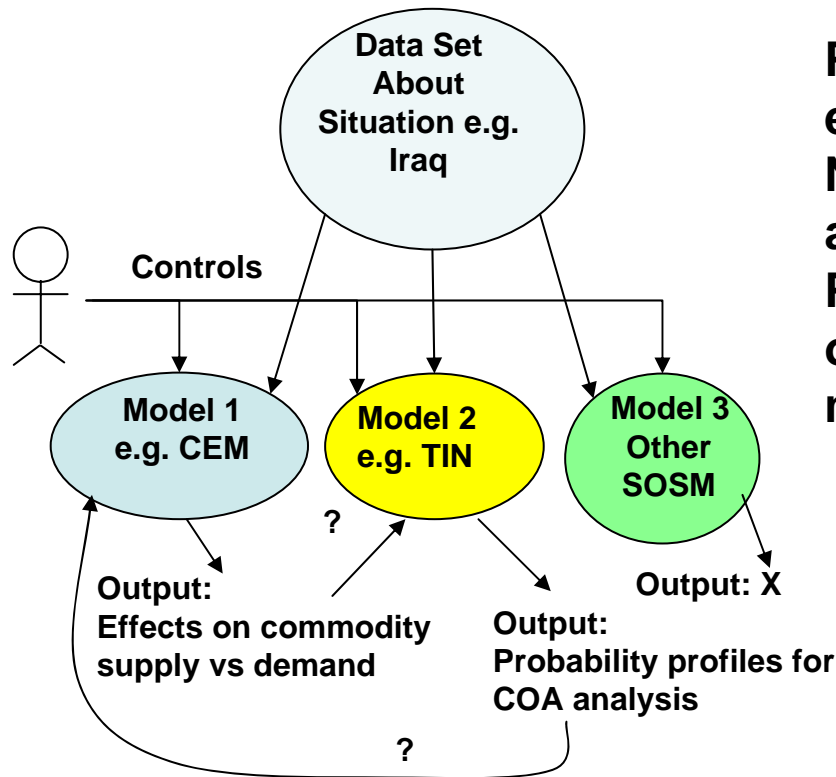 Data Set
About
Situation e.g.
Iraq
Controls
Model 1
e.g. CEM
Model 2
e.g. TIN
Model 3
Other
SOSM
?
Output:
Effects on commodity
supply vs demand
Output:
Probability profiles for
COA analysis
Output: X
?